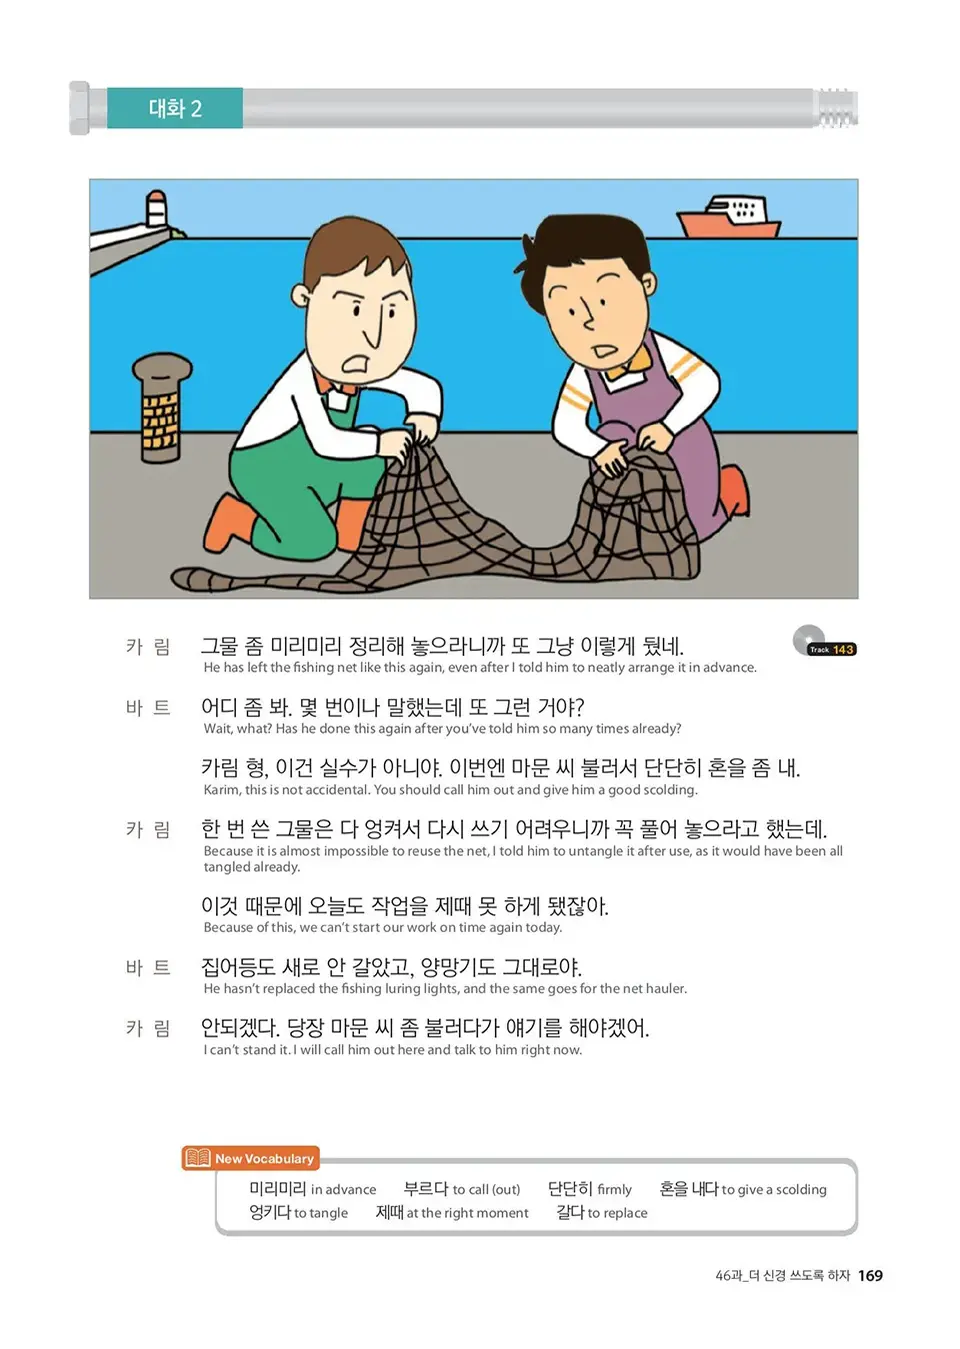 대화 2
카 림 그물 좀 미리미리 정리해 놓으라니까 또 그냥 이렇게 뒀네.
Track 143
He has left the fishing net like this again, even after I told him to neatly arrange it in advance.
바 트 어디 좀 봐. 몇 번이나 말했는데 또 그런 거야?
Wait, what? Has he done this again after you've told him so many times already?
카림 형, 이건 실수가 아니야. 이번엔 마문 씨 불러서 단단히 혼을 좀 내.
Karim, this is not accidental. You should call him out and give him a good scolding.
카 림 한 번 쓴 그물은 다 엉켜서 다시 쓰기 어려우니까 꼭 풀어 놓으라고 했는데.
Because it is almost impossible to reuse the net, I told him to untangle it after use, as it would have been all
tangled already.
이것 때문에 오늘도 작업을 제때 못 하게 됐잖아.
Because of this, we can't start our work on time again today.
바 트 집어등도 새로 안 갈았고, 양망기도 그대로야.
He hasn't replaced the fishing luring lights, and the same goes for the net hauler.
카 림 안되겠다. 당장 마문 씨 좀 불러다가 얘기를 해야겠어.
I can't stand it. I will call him out here and talk to him right now.
New Vocabulary
미리미리 in advance 부르다 to call (out) 단단히 firmly 혼을 내다 to give a scolding
엉키다 to tangle 제때 at the right moment 갈다 to replace
46과_더 신경 쓰도록 하자 169